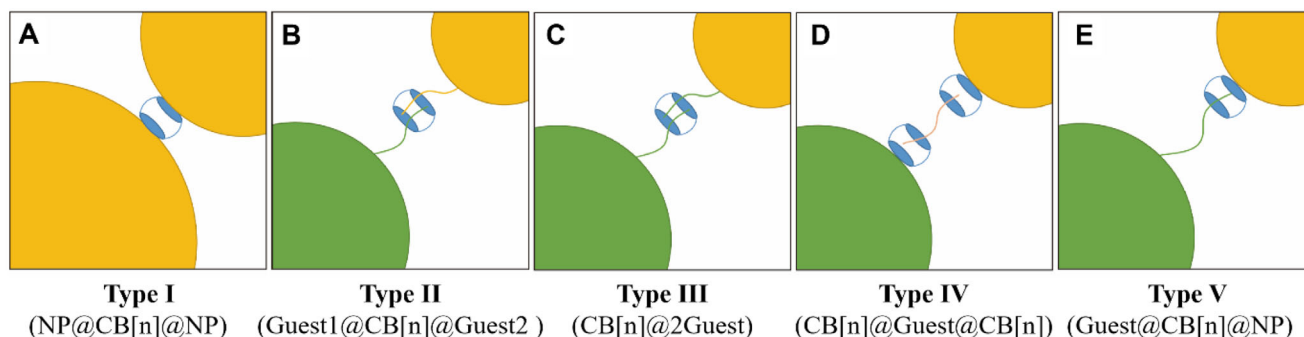 A B C D E
Type I Type II Type III Type IV Type V
(NP@CB[n]@NP) (Guest1@CB[n]@Guest2 ) (CB[n]@2Guest) (CB[n]@Guest@CB[n]) (Guest@CB[n]@NP)